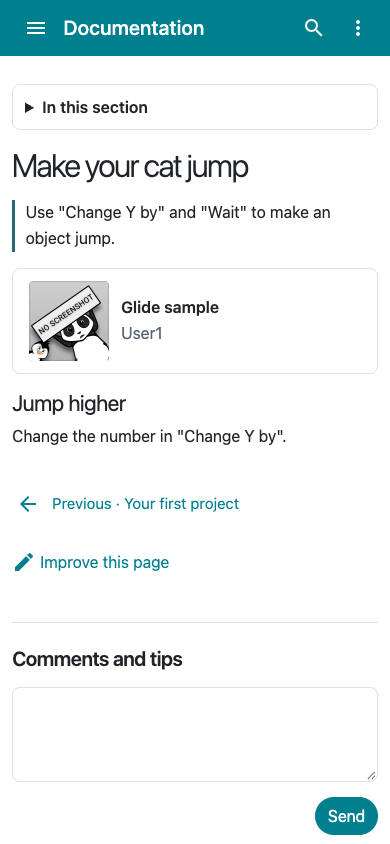 Documentation
In this section
Make your cat jump
Use "Change Y by" and "Wait" to make an
object jump.
NO SCREENSHOT
Glide sample
User1
Jump higher
Change the number in "Change Y by".
Previous · Your first project
Improve this page
Comments and tips
Send